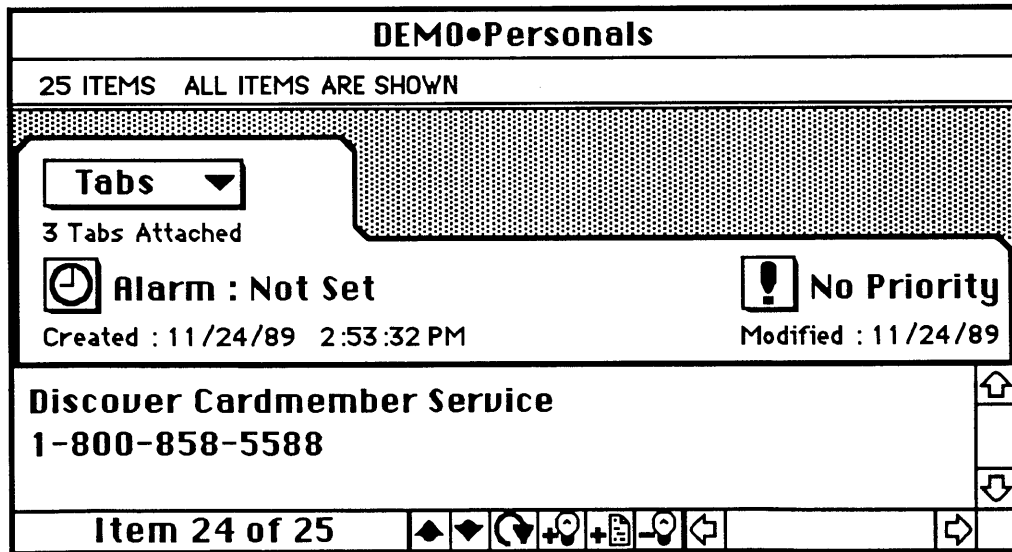 DEMO•Personals
25 ITEMS ALL ITEMS ARE SHOWN
Tabs
3 Tabs Attached
Alarm : Not Set
No Priority
Created : 11/24/89 2:53:32 PM
Modified : 11/24/89
Discover Cardmember Service
1-800-858-5588
Item 24 of 25